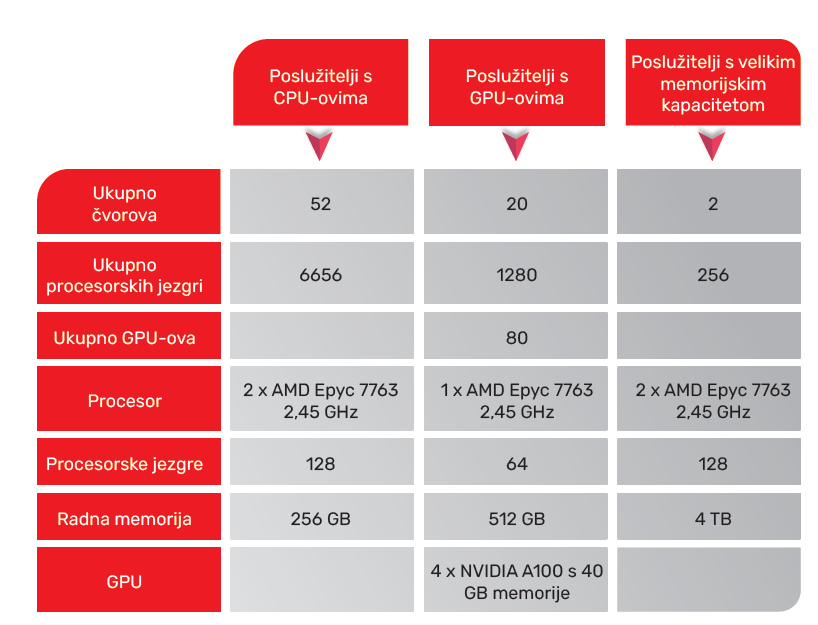 Poslužitelji s
CPU-ovima
Poslužitelji s
GPU-ovima
Poslužitelji s velikim
memorijskim
kapacitetom
Ukupno
čvorova
52
20
2
Ukupno
procesorskih jezgri
6656
1280
256
Ukupno GPU-ova
80
Procesor
2 x AMD Epyc 7763
2,45 GHz
1 x AMD Epyc 7763
2,45 GHz
2 x AMD Epyc 7763
2,45 GHz
Procesorske jezgre
128
64
128
Radna memorija
256 GB
512 GB
4 TB
GPU
4 x NVIDIA A100 s 40
GB memorije